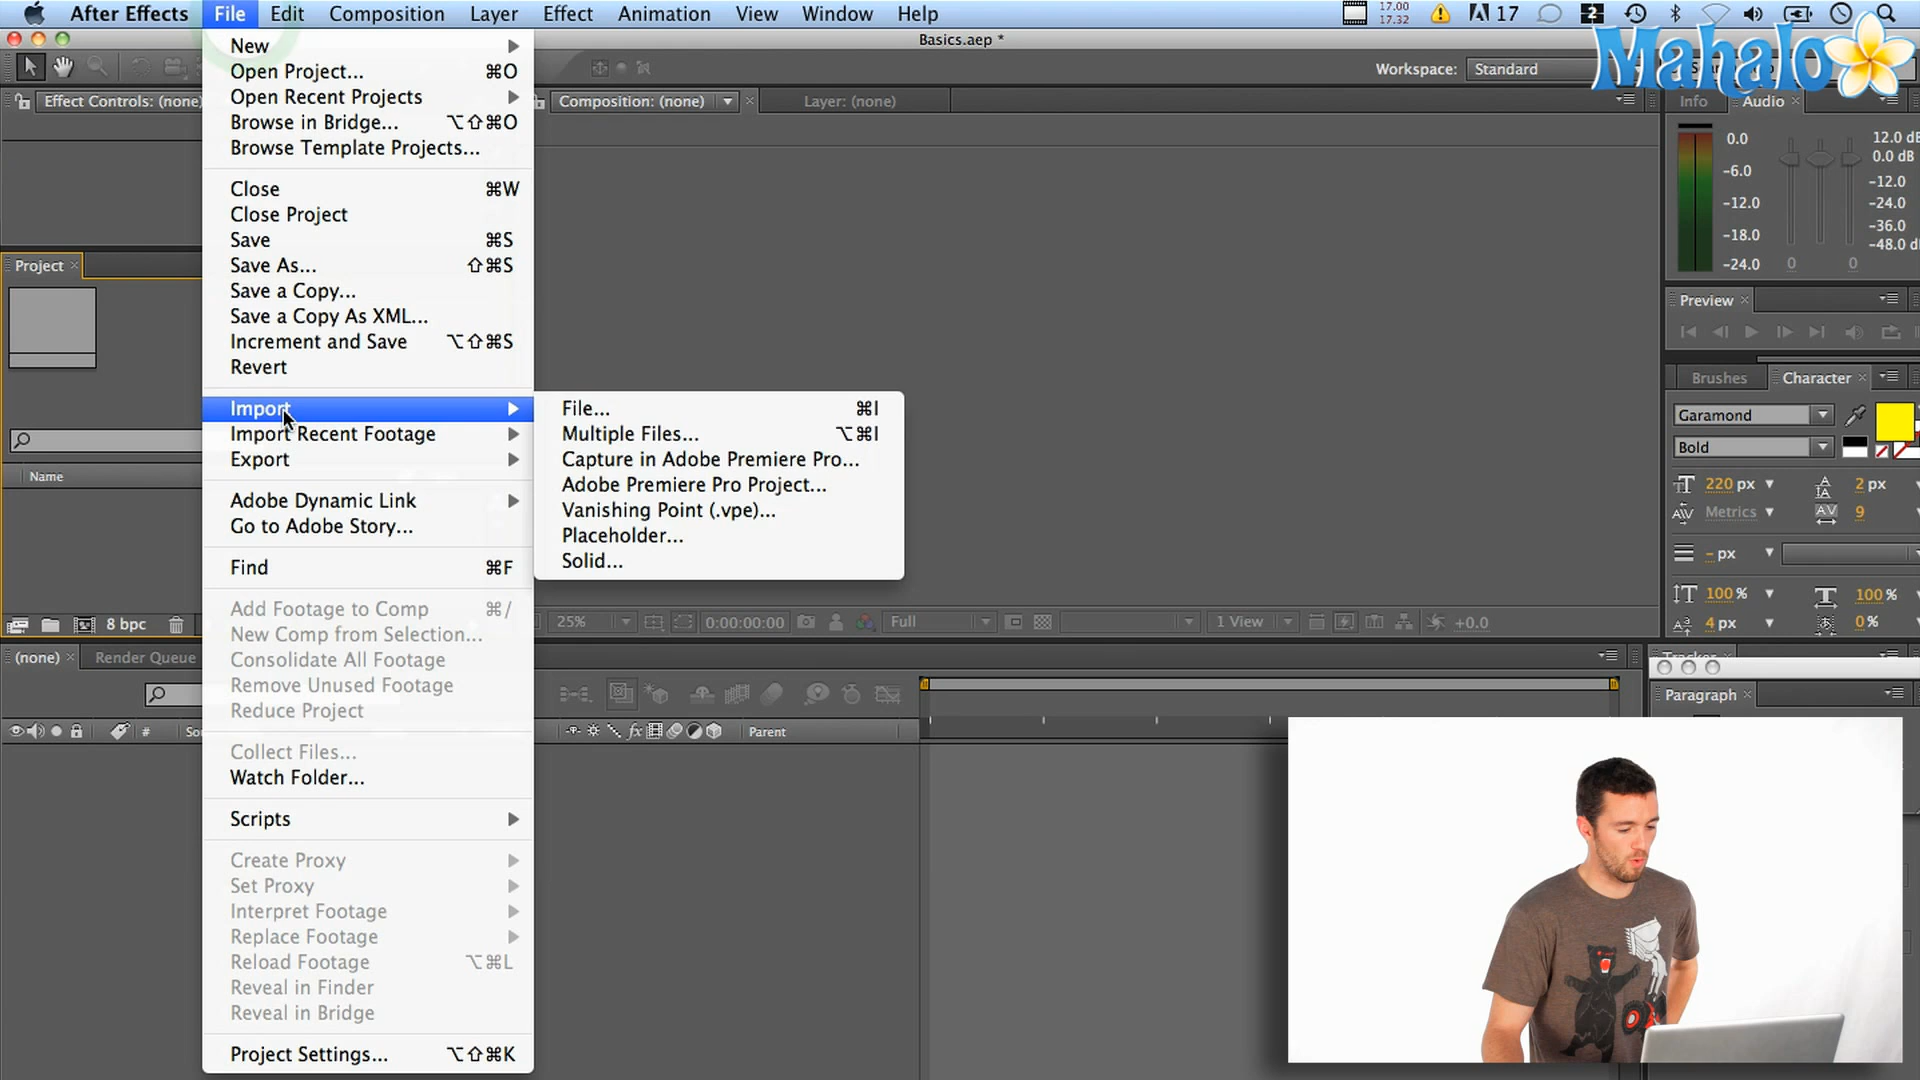 After Effects File Edit Composition Layer Effect Animation View Window Help
17.00
17.32
17
2
Basics.aep *
Workspace: Standard
Mahalo
Effect Controls: (none)
Composition: (none)
Layer: (none)
Info
Audio
New
Open Project... ⌘O
Open Recent Projects
Browse in Bridge... ⌥⇧⌘O
Browse Template Projects...
Close ⌘W
Close Project
Save ⌘S
Save As... ⇧⌘S
Save a Copy...
Save a Copy As XML...
Increment and Save ⌥⇧⌘S
Revert
Import
Import Recent Footage
Export
Adobe Dynamic Link
Go to Adobe Story...
Find ⌘F
Add Footage to Comp ⌘/
New Comp from Selection...
Consolidate All Footage
Remove Unused Footage
Reduce Project
Collect Files...
Watch Folder...
Scripts
Create Proxy
Set Proxy
Interpret Footage
Replace Footage
Reload Footage ⌥⌘L
Reveal in Finder
Reveal in Bridge
Project Settings... ⌥⇧⌘K
File... ⌘I
Multiple Files... ⌥⌘I
Capture in Adobe Premiere Pro...
Adobe Premiere Pro Project...
Vanishing Point (.vpe)...
Placeholder...
Solid...
Project
Name
8 bpc
(none)
Render Queue
#
Parent
25%
0:00:00:00
Full
1 View
+0.0
0.0
-6.0
-12.0
-18.0
-24.0
12.0 dB
0.0 dB
-12.0
-24.0
-36.0
-48.0 d
0 0
Preview
Brushes
Character
Garamond
Bold
220 px
2 px
Metrics
9
- px
100%
100%
4 px
0%
Tracker
Paragraph